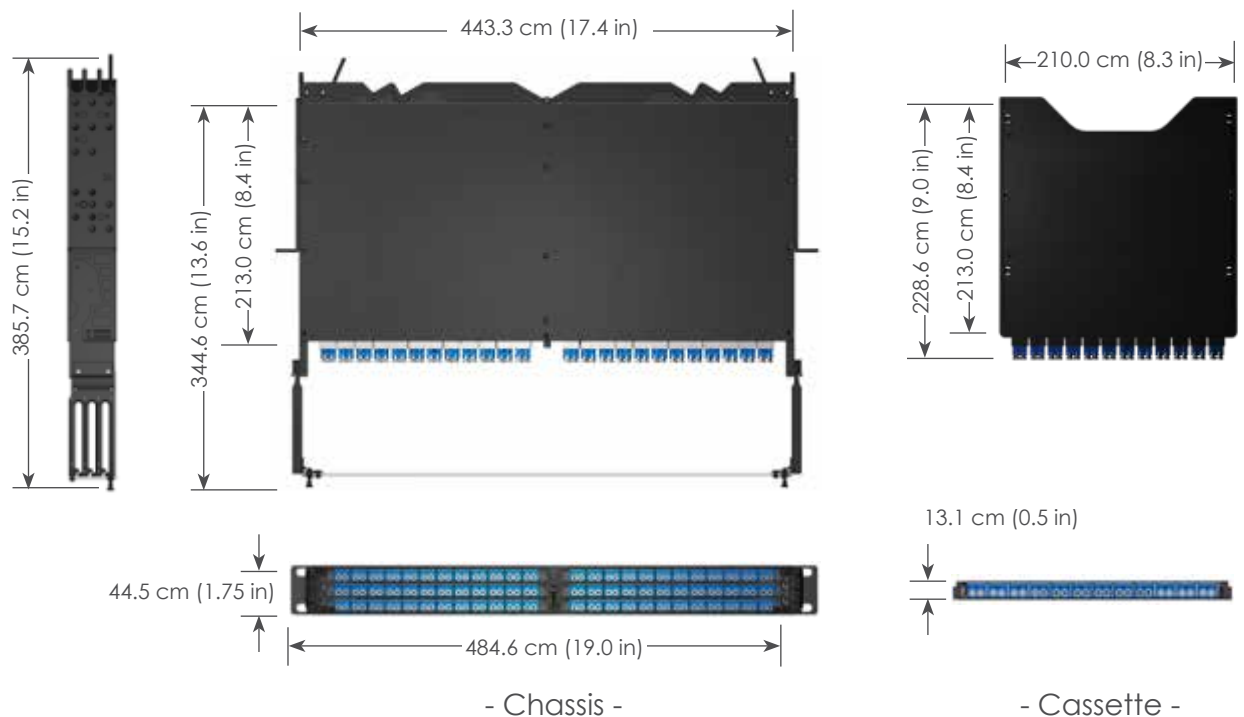 443.3 cm (17.4 in)
210.0 cm (8.3 in)
385.7 cm (15.2 in)
344.6 cm (13.6 in)
213.0 cm (8.4 in)
228.6 cm (9.0 in)
213.0 cm (8.4 in)
13.1 cm (0.5 in)
44.5 cm (1.75 in)
484.6 cm (19.0 in)
- Chassis -
- Cassette -